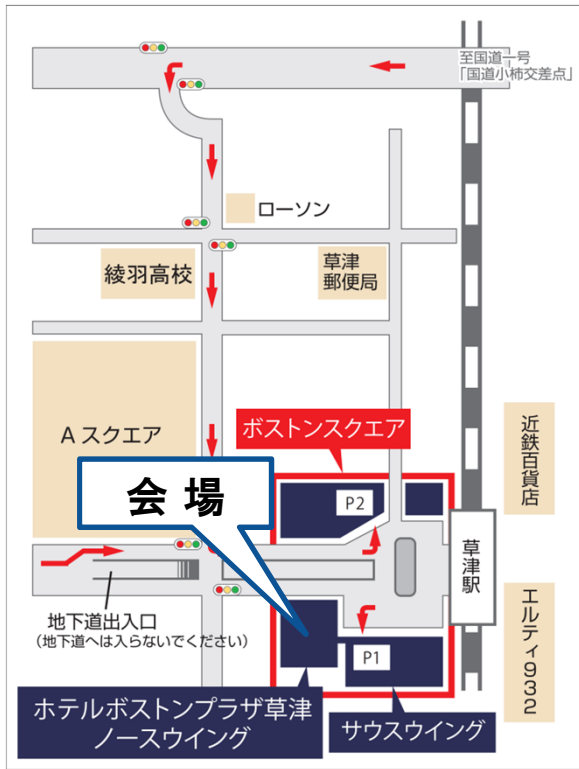 至国道一号
「国道小柿交差点」
ローソン
綾羽高校
草津
郵便局
Aスクエア
ボストンスクエア
近鉄百貨店
会場
P2
草津駅
地下道出入口
(地下道へは入らないでください)
エルティ932
P1
ホテルボストンプラザ草津
ノースウイング
サウスウイング